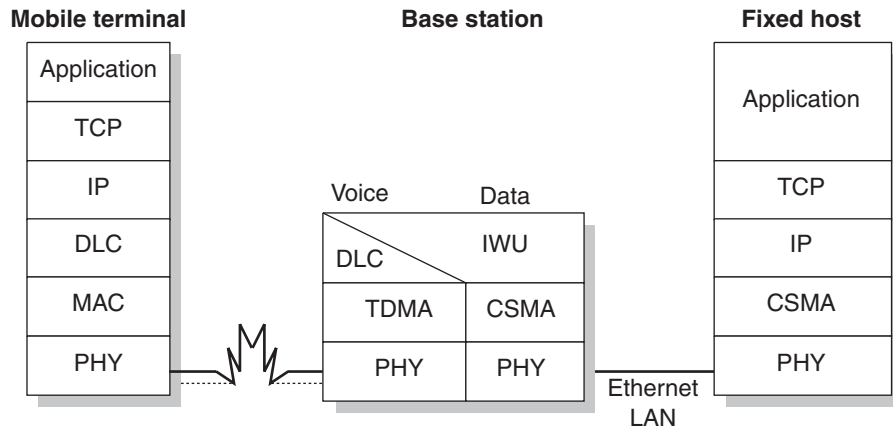 Mobile terminal
Base station
Fixed host
Application
TCP
IP
DLC
MAC
PHY
Voice
Data
DLC
IWU
TDMA
CSMA
PHY
PHY
Application
TCP
IP
CSMA
PHY
Ethernet
LAN